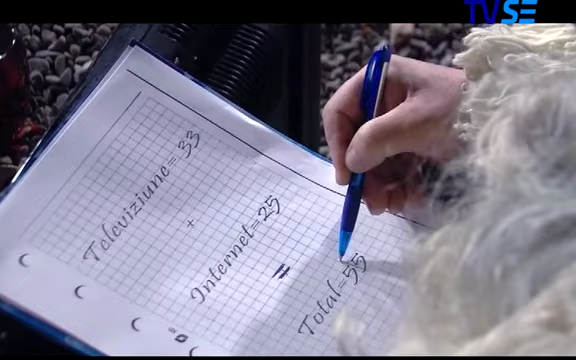 TVSE
Televiziune=33
+
Internet=25
=
Total=55